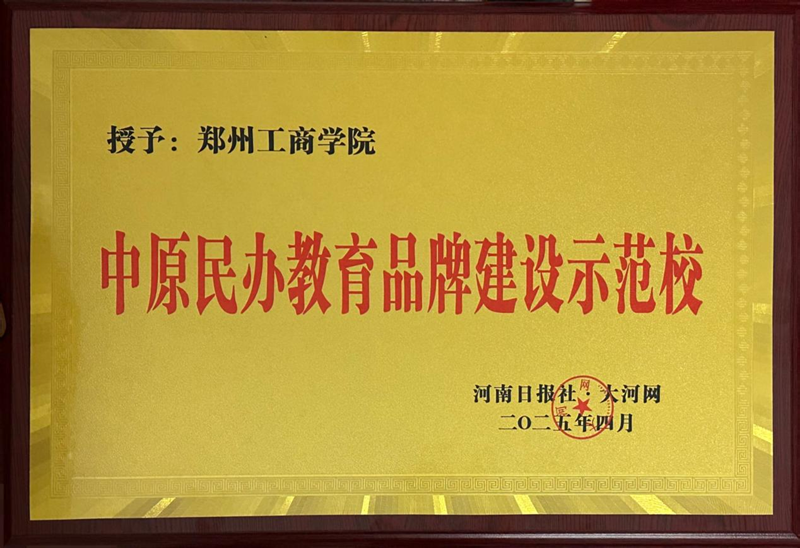 授予：郑州工商学院
中原民办教育品牌建设示范校
河南日报社·大河网
二〇二五年四月